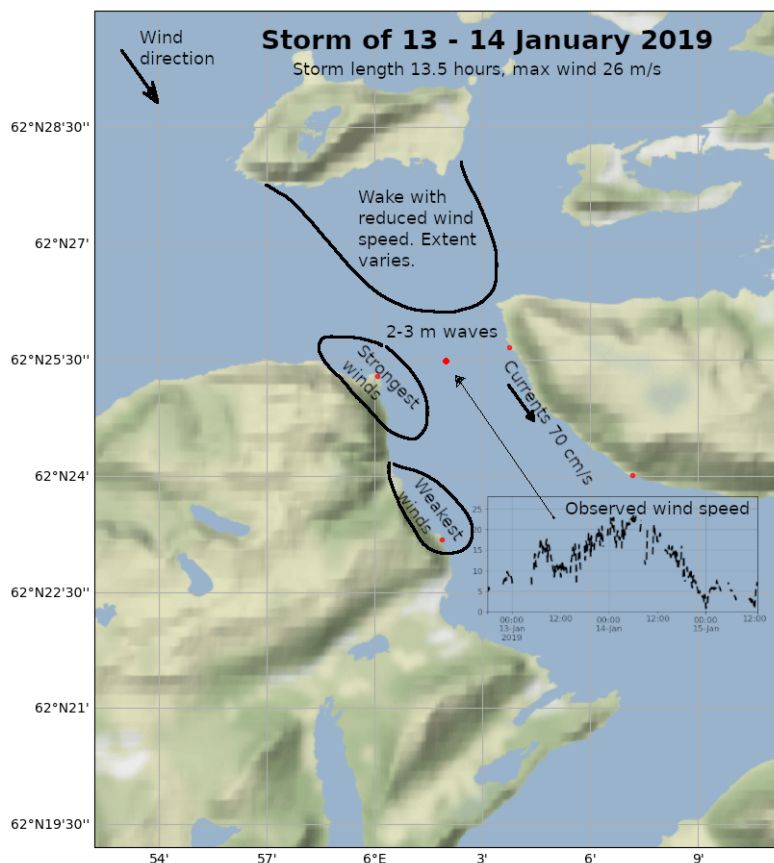 Storm of 13 - 14 January 2019
Storm length 13.5 hours, max wind 26 m/s
Wind
direction
62°N28'30''
Wake with
reduced wind
speed. Extent
varies.
62°N27'
2-3 m waves
62°N25'30''
Strongest
winds
Currents 70 cm/s
62°N24'
Weakest
winds
Observed wind speed
25
20
15
10
5
0
00:00 12:00 00:00 12:00 00:00 12:00
13-Jan 14-Jan 15-Jan
2019
62°N22'30''
62°N21'
62°N19'30''
54' 57' 6°E 3' 6' 9'